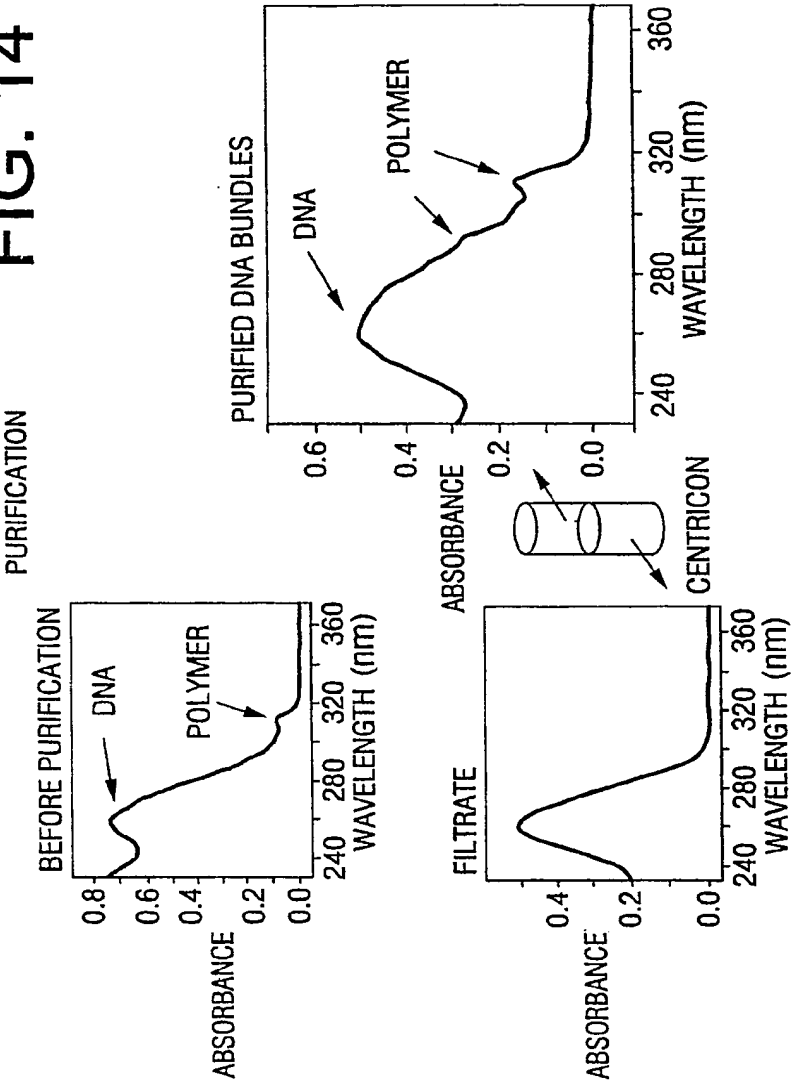 PURIFICATION
FIG. 14
BEFORE PURIFICATION
DNA
POLYMER
ABSORBANCE
0.8
0.6
0.4
0.2
0.0
240 280 320 360
WAVELENGTH (nm)
PURIFIED DNA BUNDLES
DNA
POLYMER
ABSORBANCE
0.6
0.4
0.2
0.0
240 280 320 360
WAVELENGTH (nm)
CENTRICON
FILTRATE
ABSORBANCE
0.4
0.2
0.0
240 280 320 360
WAVELENGTH (nm)